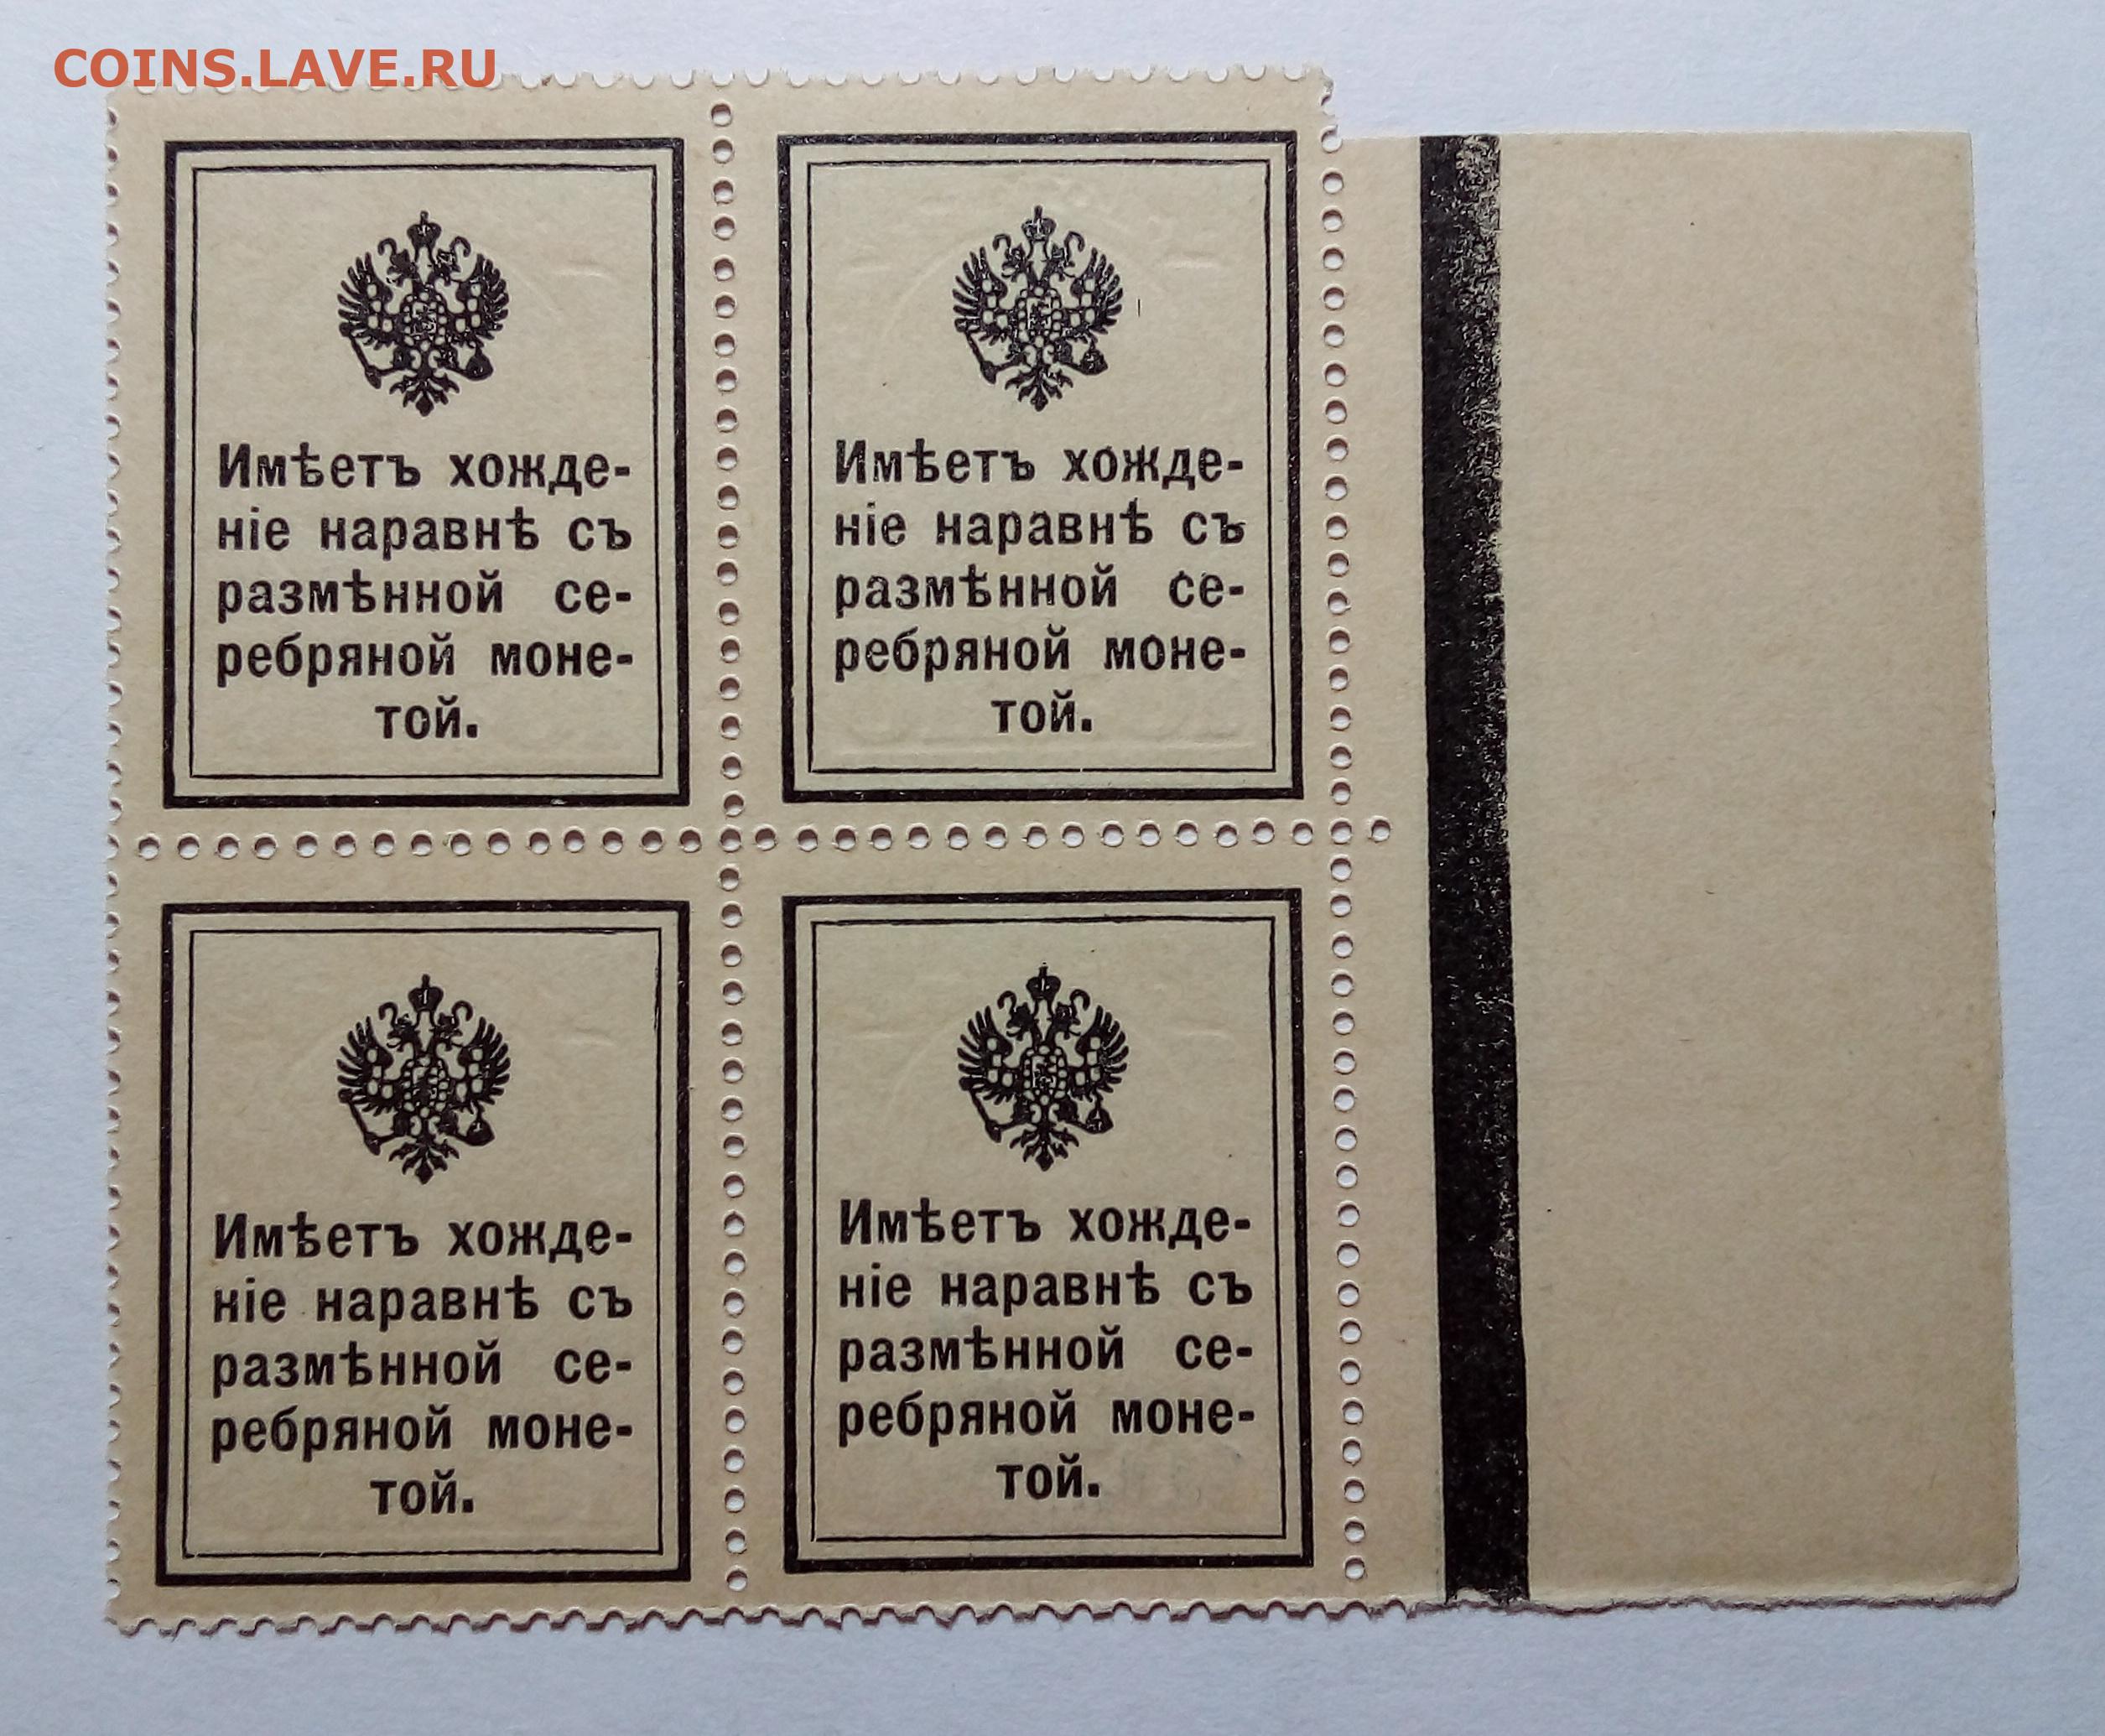 COINS.LAVE.RU
Имѣетъ хожде-
ніе наравнѣ съ
размѣнной се-
ребряной моне-
той.
Имѣетъ хожде-
ніе наравнѣ съ
размѣнной се-
ребряной моне-
той.
Имѣетъ хожде-
ніе наравнѣ съ
размѣнной се-
ребряной моне-
той.
Имѣетъ хожде-
ніе наравнѣ съ
размѣнной се-
ребряной моне-
той.